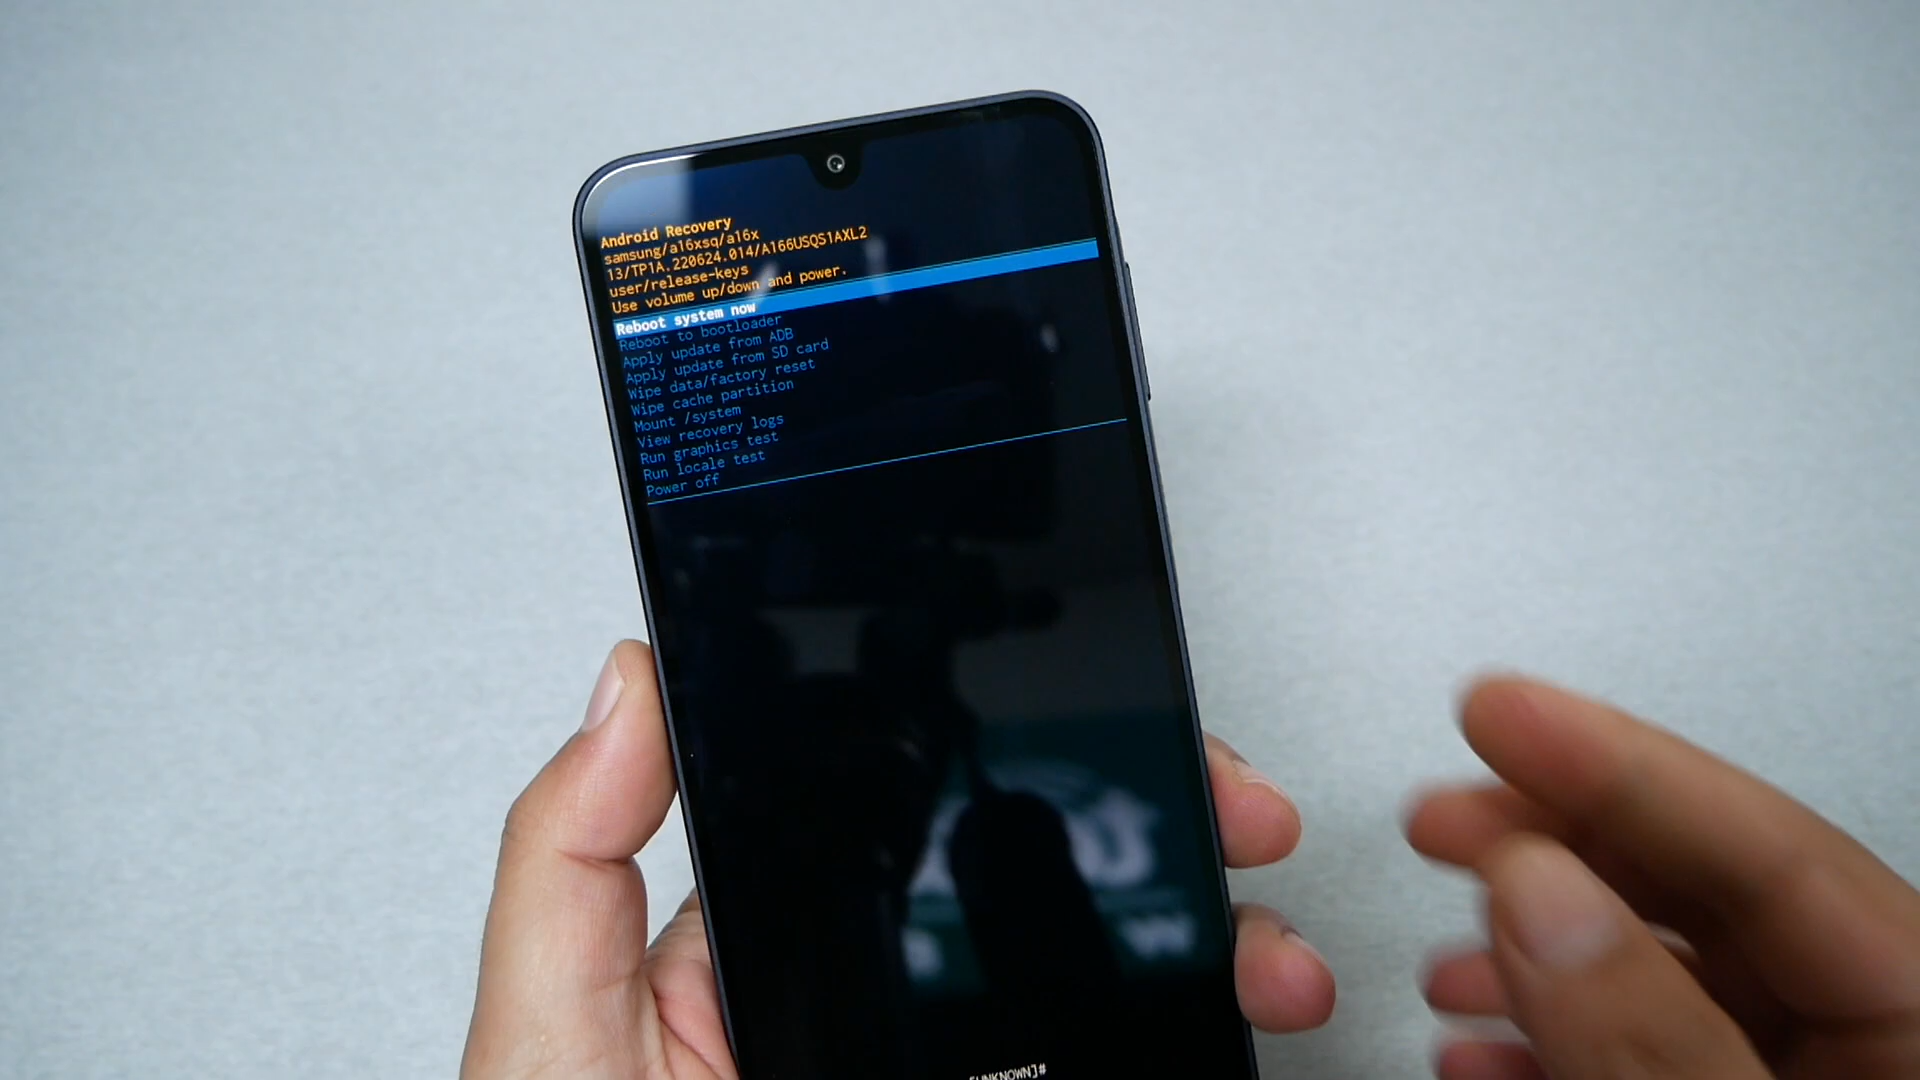 Android Recovery
samsung/a16xsq/a16x
13/TP1A.220624.014/A166USQS1AXL2
user/release-keys
Use volume up/down and power.
Reboot system now
Reboot to bootloader
Apply update from ADB
Apply update from SD card
Wipe data/factory reset
Wipe cache partition
Mount /system
View recovery logs
Run graphics test
Run locale test
Power off